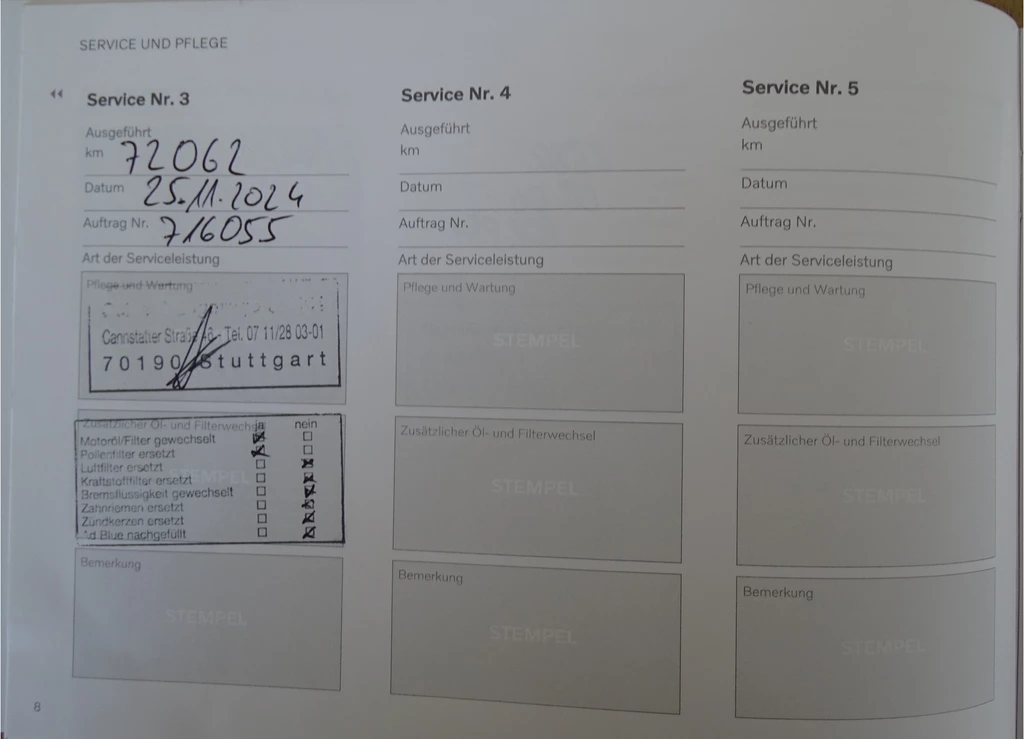 SERVICE UND PFLEGE
Service Nr. 3
Ausgeführt
km 72062
Datum 25.11.2024
Auftrag Nr. 716055
Art der Serviceleistung
Pflege und Wartung
Cannstatter Straße 46 - Tel. 07 11/28 03-01
70190 Stuttgart
Zusätzlicher Öl- und Filterwechsel ja nein
Motoröl/Filter gewechselt
Pollenfilter ersetzt
Luftfilter ersetzt
Kraftstofffilter ersetzt
STEMPEL
Bremsflüssigkeit gewechselt
Zahnriemen ersetzt
Zündkerzen ersetzt
Ad Blue nachgefüllt
Bemerkung
STEMPEL
Service Nr. 4
Ausgeführt
km
Datum
Auftrag Nr.
Art der Serviceleistung
Pflege und Wartung
STEMPEL
Zusätzlicher Öl- und Filterwechsel
STEMPEL
Bemerkung
STEMPEL
Service Nr. 5
Ausgeführt
km
Datum
Auftrag Nr.
Art der Serviceleistung
Pflege und Wartung
STEMPEL
Zusätzlicher Öl- und Filterwechsel
STEMPEL
Bemerkung
STEMPEL
8